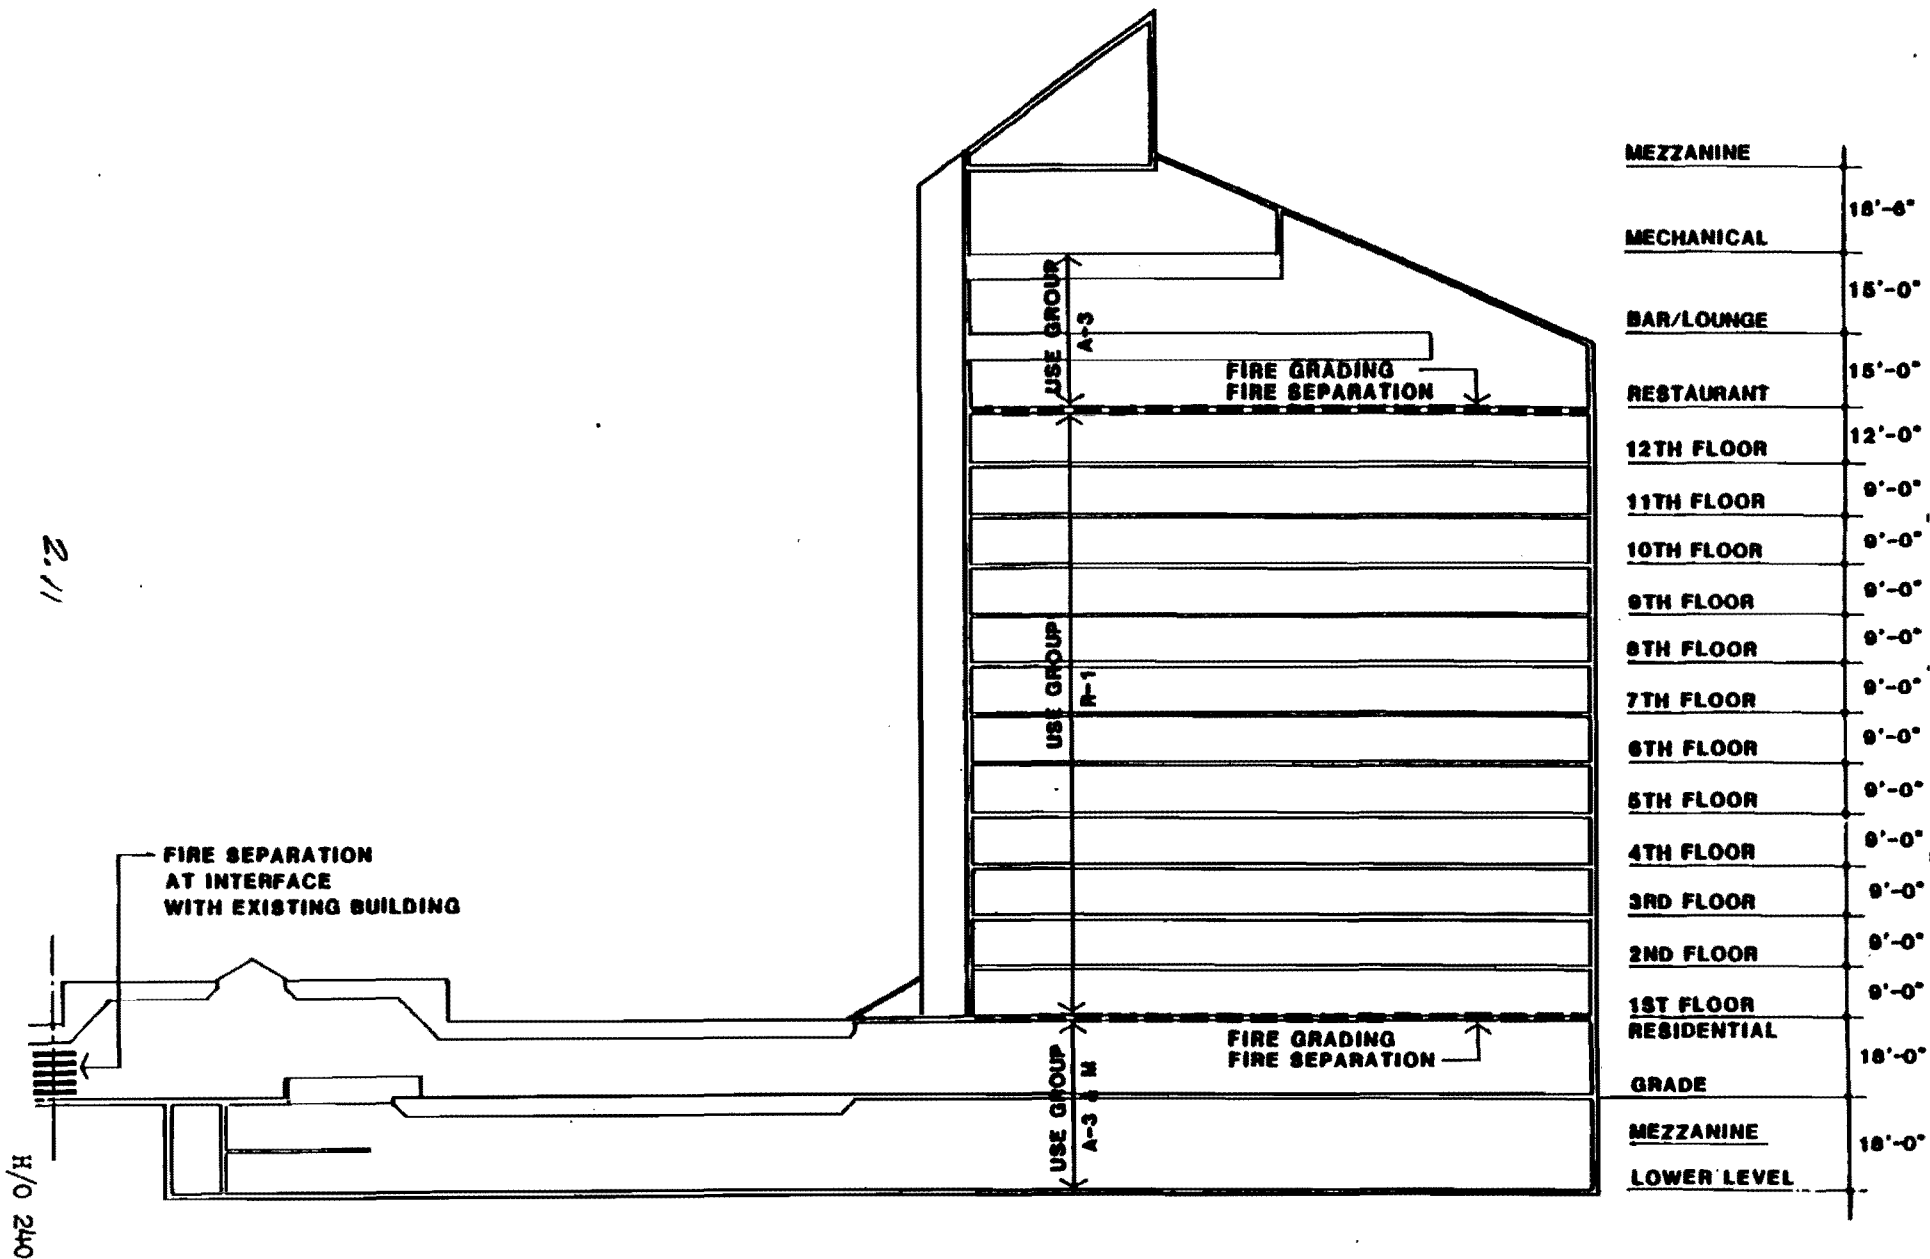 MEZZANINE
16'-6"
MECHANICAL
15'-0"
BAR/LOUNGE
15'-0"
RESTAURANT
12'-0"
12TH FLOOR
9'-0"
11TH FLOOR
9'-0"
10TH FLOOR
9'-0"
9TH FLOOR
9'-0"
8TH FLOOR
9'-0"
7TH FLOOR
9'-0"
6TH FLOOR
9'-0"
5TH FLOOR
9'-0"
4TH FLOOR
9'-0"
3RD FLOOR
9'-0"
2ND FLOOR
9'-0"
1ST FLOOR
RESIDENTIAL
18'-0"
GRADE
MEZZANINE
18'-0"
LOWER LEVEL
USE GROUP
A-3
FIRE GRADING
FIRE SEPARATION
USE GROUP
R-1
FIRE GRADING
FIRE SEPARATION
USE GROUP
A-3 & M
FIRE SEPARATION
AT INTERFACE
WITH EXISTING BUILDING
2.11
H/O 240